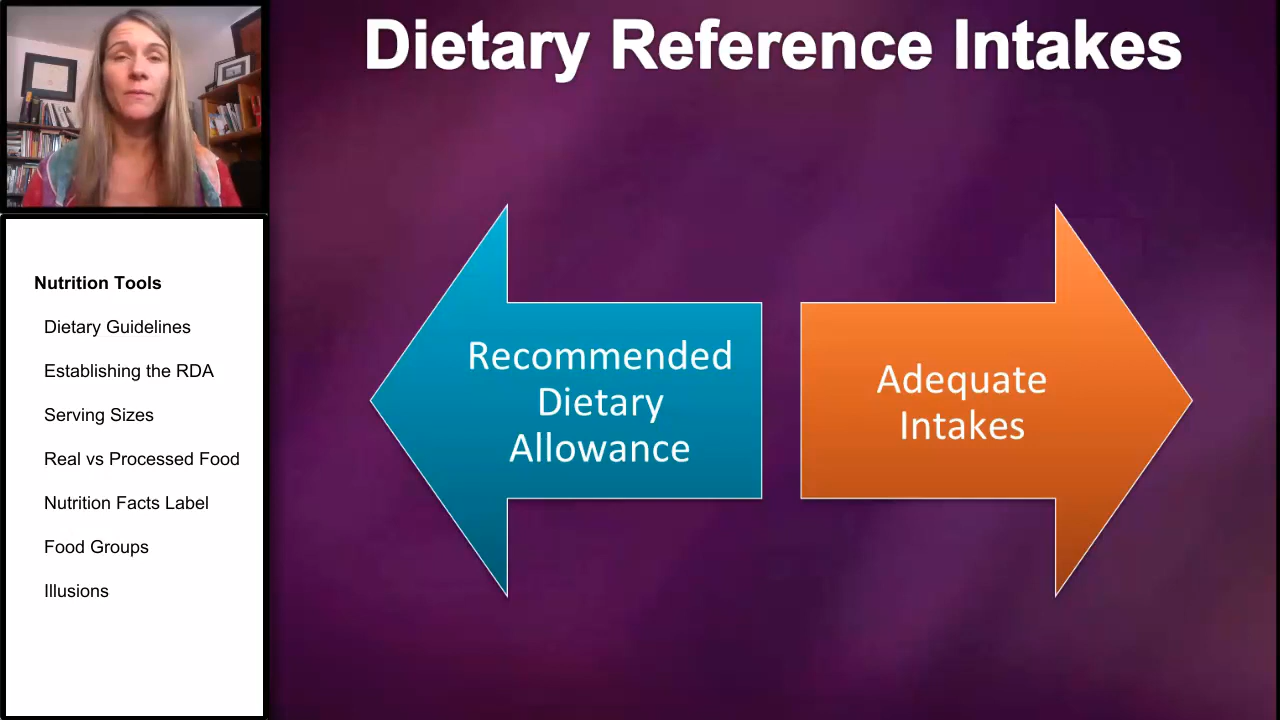 Dietary Reference Intakes
Nutrition Tools
Dietary Guidelines
Establishing the RDA
Serving Sizes
Real vs Processed Food
Nutrition Facts Label
Food Groups
Illusions
Recommended
Dietary
Allowance
Adequate
Intakes